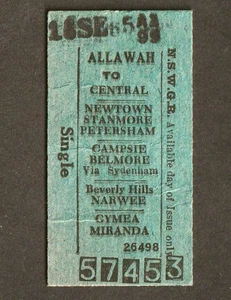 ALLAWAH
TO
CENTRAL
NEWTOWN
STANMORE
PETERSHAM
CAMPSIE
BELMORE
Via Sydenham
Beverly Hills
NARWEE
GYMEA
MIRANDA
26498
57453
Single
N.S.W.G.R. Available day of Issue only